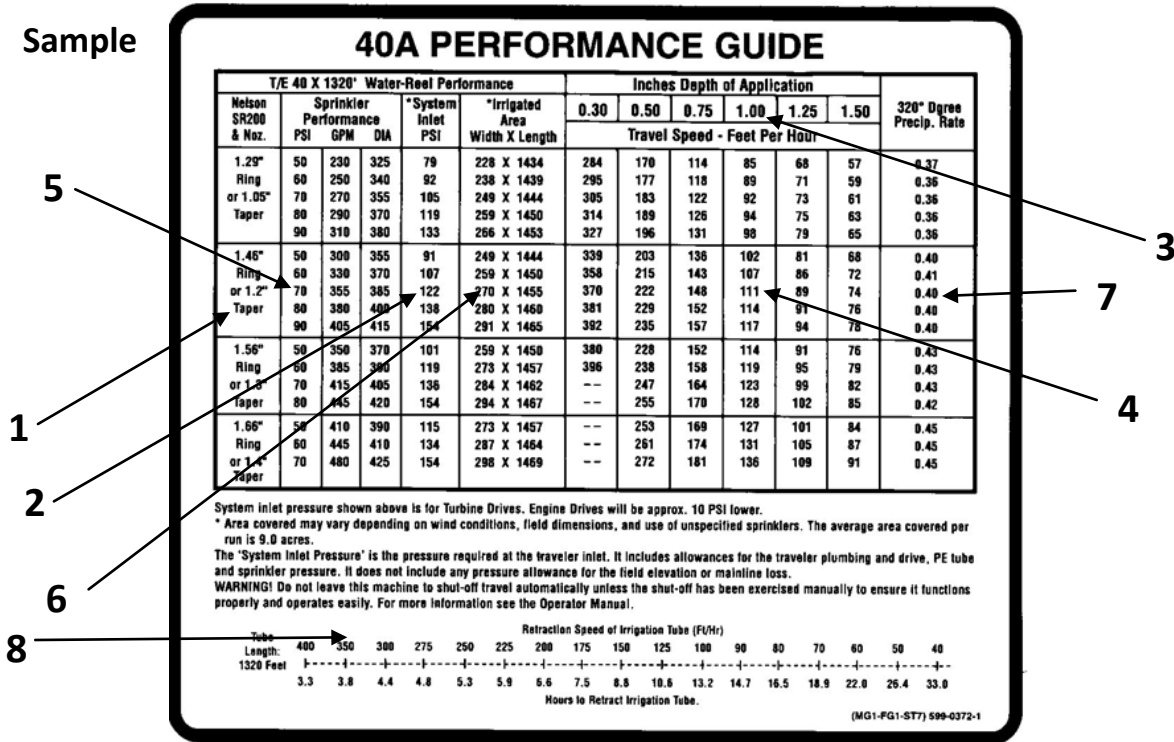 Sample
40A PERFORMANCE GUIDE
T/E 40 X 1320' Water-Reel Performance Inches Depth of Application 320° Dgree Precip. Rate
Nelson SR200 & Noz. Sprinkler Performance *System Inlet PSI *Irrigated Area Width X Length 0.30 0.50 0.75 1.00 1.25 1.50
PSI GPM DIA Travel Speed - Feet Per Hour
1.29" 50 230 325 79 228 X 1434 284 170 114 85 68 57 0.37
Ring 60 250 340 92 238 X 1439 295 177 118 89 71 59 0.36
or 1.05" 70 270 355 105 249 X 1444 305 183 122 92 73 61 0.36
Taper 80 290 370 119 259 X 1450 314 189 126 94 75 63 0.36
90 310 380 133 266 X 1453 327 196 131 98 79 65 0.36
1.46" 50 300 355 91 249 X 1444 339 203 136 102 81 68 0.40
Ring 60 330 370 107 259 X 1450 358 215 143 107 86 72 0.41
or 1.2" 70 355 385 122 270 X 1455 370 222 148 111 89 74 0.40
Taper 80 380 400 138 280 X 1460 381 229 152 114 91 76 0.40
90 405 415 154 291 X 1465 392 235 157 117 94 78 0.40
1.56" 50 350 370 101 259 X 1450 380 228 152 114 91 76 0.43
Ring 60 385 390 119 273 X 1457 396 238 158 119 95 79 0.43
or 1.3" 70 415 405 136 284 X 1462 -- 247 164 123 99 82 0.43
Taper 80 445 420 154 294 X 1467 -- 255 170 128 102 85 0.42
1.66" 50 410 390 115 273 X 1457 -- 253 169 127 101 84 0.45
Ring 60 445 410 134 287 X 1464 -- 261 174 131 105 87 0.45
or 1.4" 70 480 425 154 298 X 1469 -- 272 181 136 109 91 0.45
Taper
System inlet pressure shown above is for Turbine Drives. Engine Drives will be approx. 10 PSI lower.
* Area covered may vary depending on wind conditions, field dimensions, and use of unspecified sprinklers. The average area covered per
run is 9.0 acres.
The 'System Inlet Pressure' is the pressure required at the traveler inlet. It includes allowances for the traveler plumbing and drive, PE tube
and sprinkler pressure. It does not include any pressure allowance for the field elevation or mainline loss.
WARNING! Do not leave this machine to shut-off travel automatically unless the shut-off has been exercised manually to ensure it functions
properly and operates easily. For more information see the Operator Manual.
Retraction Speed of Irrigation Tube (Ft/Hr)
Tube Length: 400 350 300 275 250 225 200 175 150 125 100 90 80 70 60 50 40
1320 Feet
3.3 3.8 4.4 4.8 5.3 5.9 6.6 7.5 8.8 10.6 13.2 14.7 16.5 18.9 22.0 26.4 33.0
Hours to Retract Irrigation Tube.
(MG1-FG1-ST7) 599-0372-1
5
1
2
6
8
3
7
4